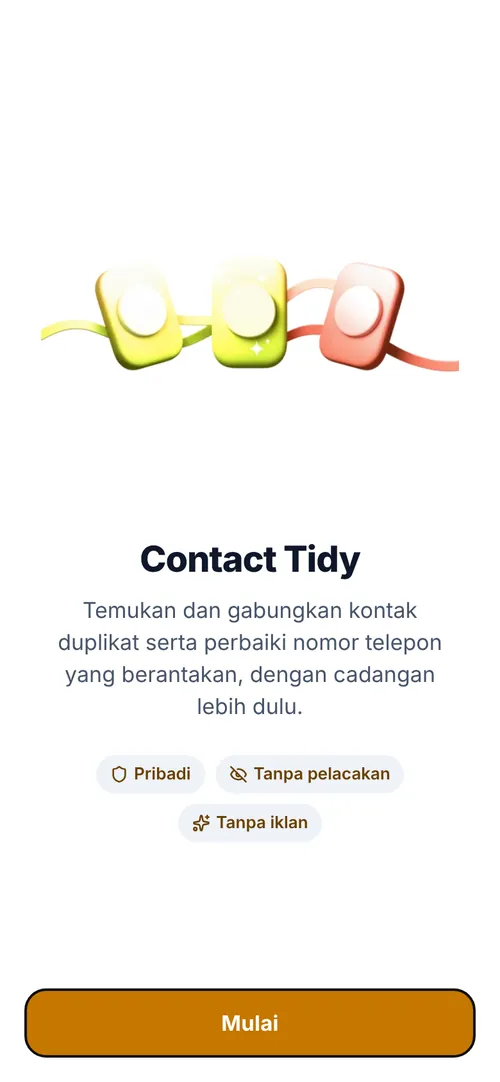 Contact Tidy
Temukan dan gabungkan kontak
duplikat serta perbaiki nomor telepon
yang berantakan, dengan cadangan
lebih dulu.
Pribadi
Tanpa pelacakan
Tanpa iklan
Mulai